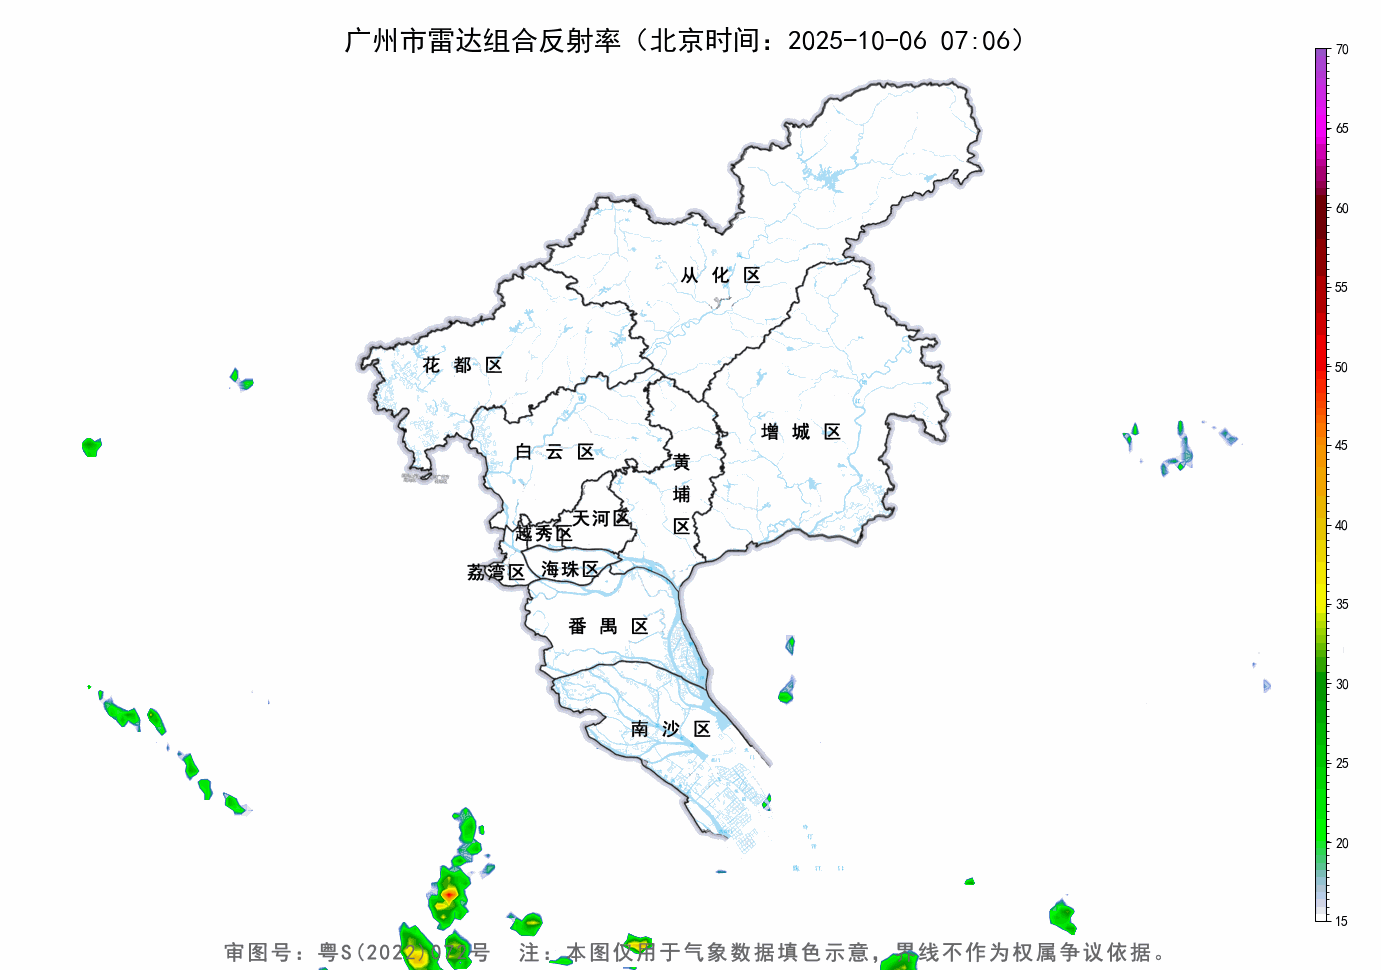 广州市雷达组合反射率（北京时间：2025-10-06 07:06）
70
65
60
55
50
45
40
35
30
25
20
15
从化区
花都区
增城区
白云区
黄埔区
天河区
越秀区
荔湾区
海珠区
番禺区
南沙区
审图号：粤S(2022)071号 注：本图仅用于气象数据填色示意，界线不作为权属争议依据。